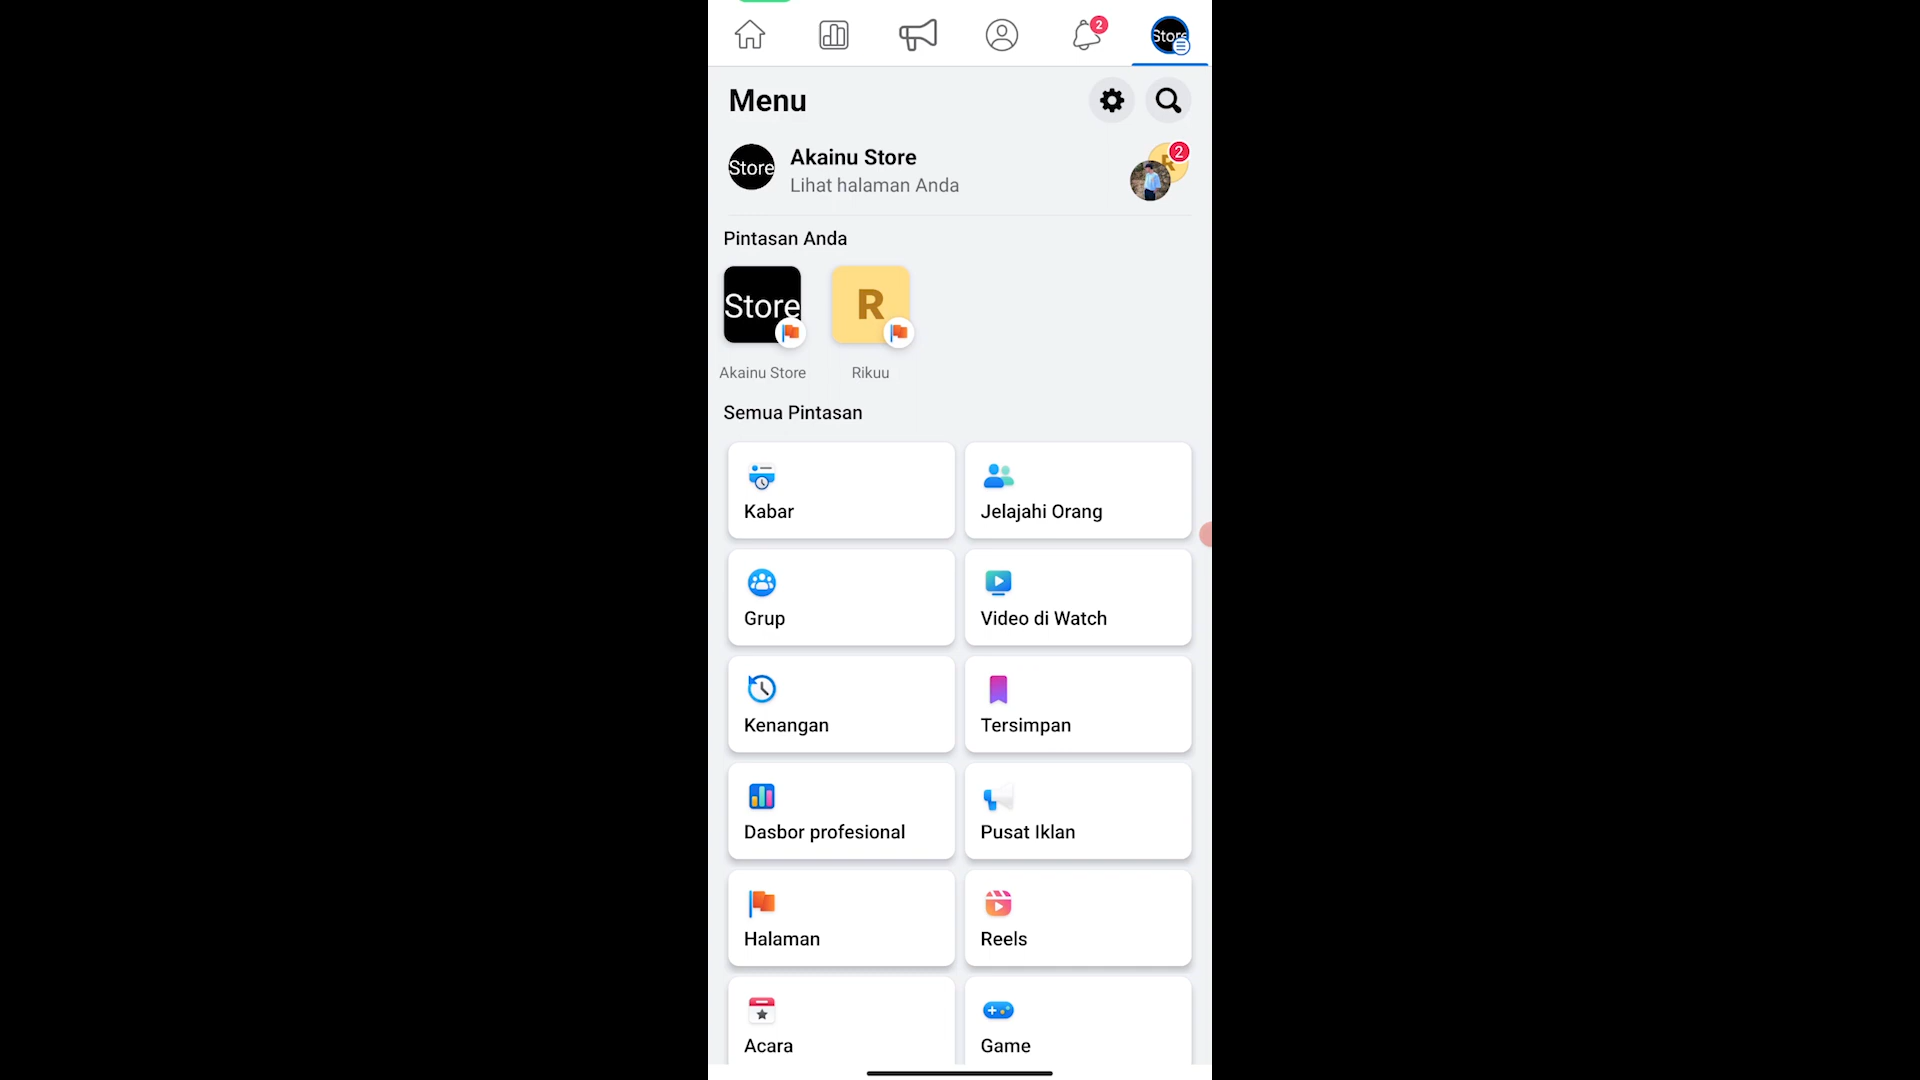 2
Store
Menu
Store
Akainu Store
Lihat halaman Anda
R
2
Pintasan Anda
Store
R
Akainu Store
Rikuu
Semua Pintasan
Kabar
Jelajahi Orang
Grup
Video di Watch
Kenangan
Tersimpan
Dasbor profesional
Pusat Iklan
Halaman
Reels
Acara
Game